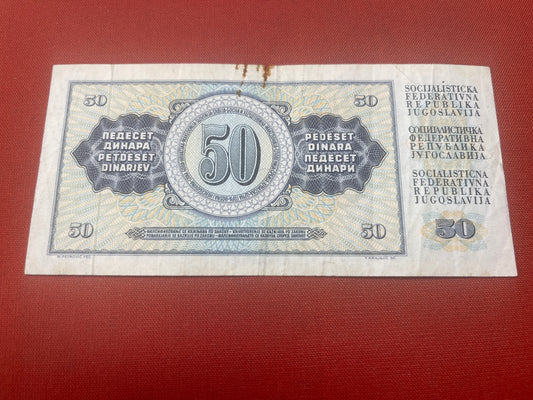 50
ПЕДЕСЕТ
ДИНАРА
PETDESET
DINARJEV
50
PEDESET
DINARA
ПЕДЕСЕТ
ДИНАРИ
50
SOCIJALISTIČKA
FEDERATIVNA
REPUBLIKA
JUGOSLAVIJA
СОЦИЈАЛИСТИЧКА
ФЕДЕРАТИВНА
РЕПУБЛИКА
ЈУГОСЛАВИЈА
SOCIALISTIČNA
FEDERATIVNA
REPUBLIKA
JUGOSLAVIJA
50
50
50